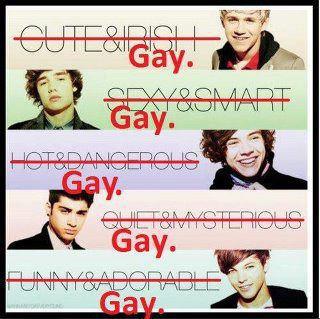 CUTE&IRISH
Gay.
SEXY&SMART
Gay.
HOT&DANGEROUS
Gay.
QUIET&MYSTERIOUS
Gay.
FUNNY&ADORABLE
Gay.